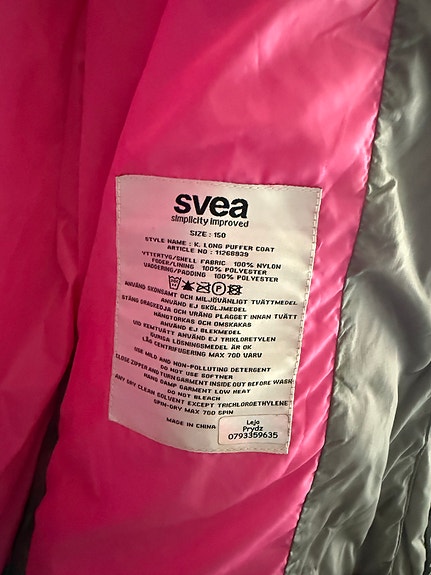 svea
simplicity improved
SIZE : 150
STYLE NAME : K. LONG PUFFER COAT
ARTICLE NO : 11268939
YTTERTYG/SHELL FABRIC 100% NYLON
FODER/LINING 100% POLYESTER
VADDERING/PADDING 100% POLYESTER
ANVÄND SKONSAMT OCH MILJÖVÄNLIGT TVÄTTMEDEL
ANVÄND EJ SKÖLJMEDEL
STÄNG DRAGKEDJA OCH VRÄNG PLAGGET INNAN TVÄTT
HÄNGTORKAS OCH OMSKAKAS
ANVÄND EJ BLEKMEDEL
VID KEMTVÄTT ANVÄND EJ TRIKLORETYLEN
ÖVRIGA LÖSNINGSMEDEL ÄR OK
LÅG CENTRIFUGERING MAX 700 VARV
USE MILD AND NON-POLLUTING DETERGENT
DO NOT USE SOFTNER
CLOSE ZIPPER AND TURN GARMENT INSIDE OUT BEFORE WASH
HANG DAMP GARMENT LOW HEAT
DO NOT BLEACH
ANY DRY CLEAN SOLVENT EXCEPT TRICHLOROETHYLENE
SPIN-DRY MAX 700 SPIN
MADE IN CHINA
Lejo
Prydz
0793359635